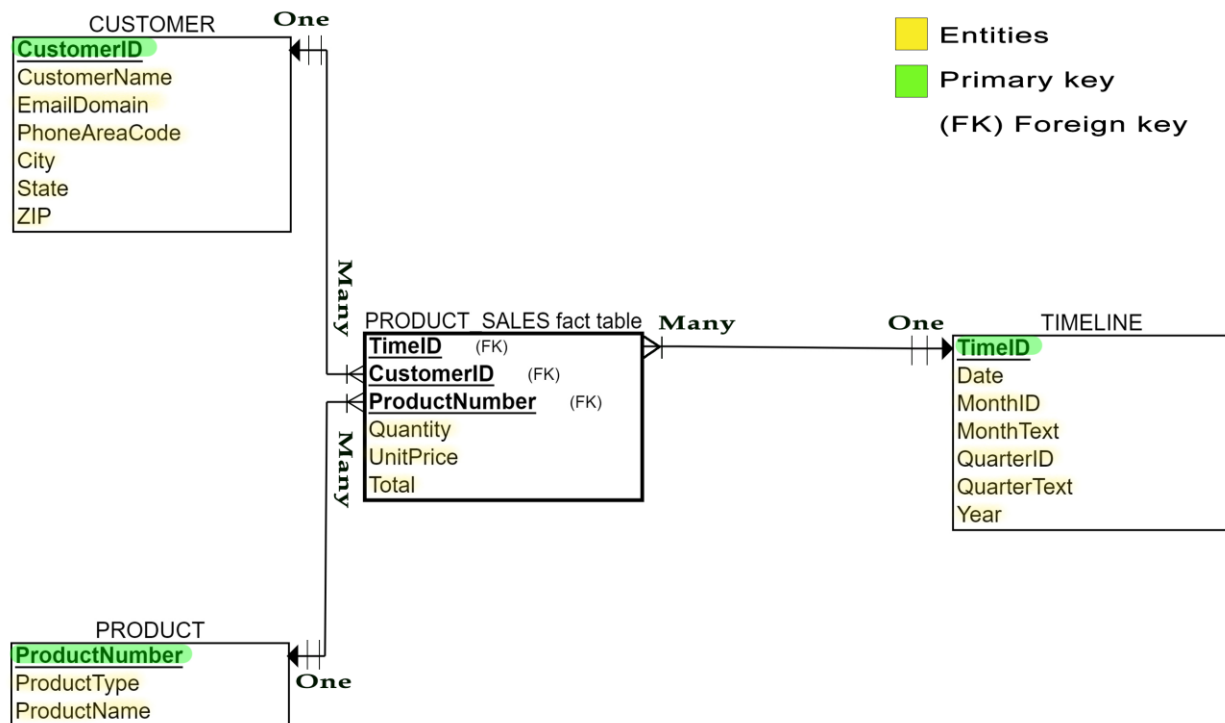 CUSTOMER
CustomerID
CustomerName
EmailDomain
PhoneAreaCode
City
State
ZIP
One
Many
Entities
Primary key
(FK) Foreign key
PRODUCT_SALES fact table
TimeID (FK)
CustomerID (FK)
ProductNumber (FK)
Quantity
UnitPrice
Total
Many
One
TIMELINE
TimeID
Date
MonthID
MonthText
QuarterID
QuarterText
Year
Many
PRODUCT
ProductNumber
ProductType
ProductName
One